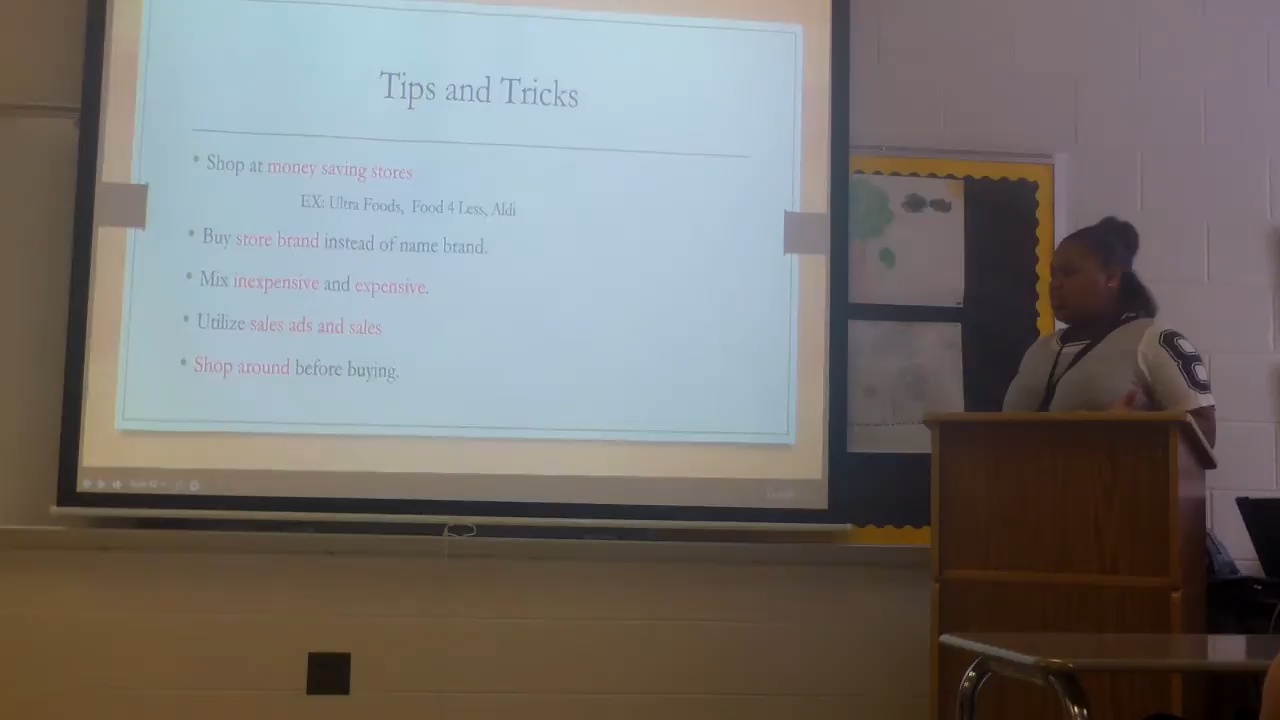 Tips and Tricks
• Shop at money saving stores
EX: Ultra Foods, Food 4 Less, Aldi
• Buy store brand instead of name brand.
• Mix inexpensive and expensive.
• Utilize sales ads and sales
• Shop around before buying.
8